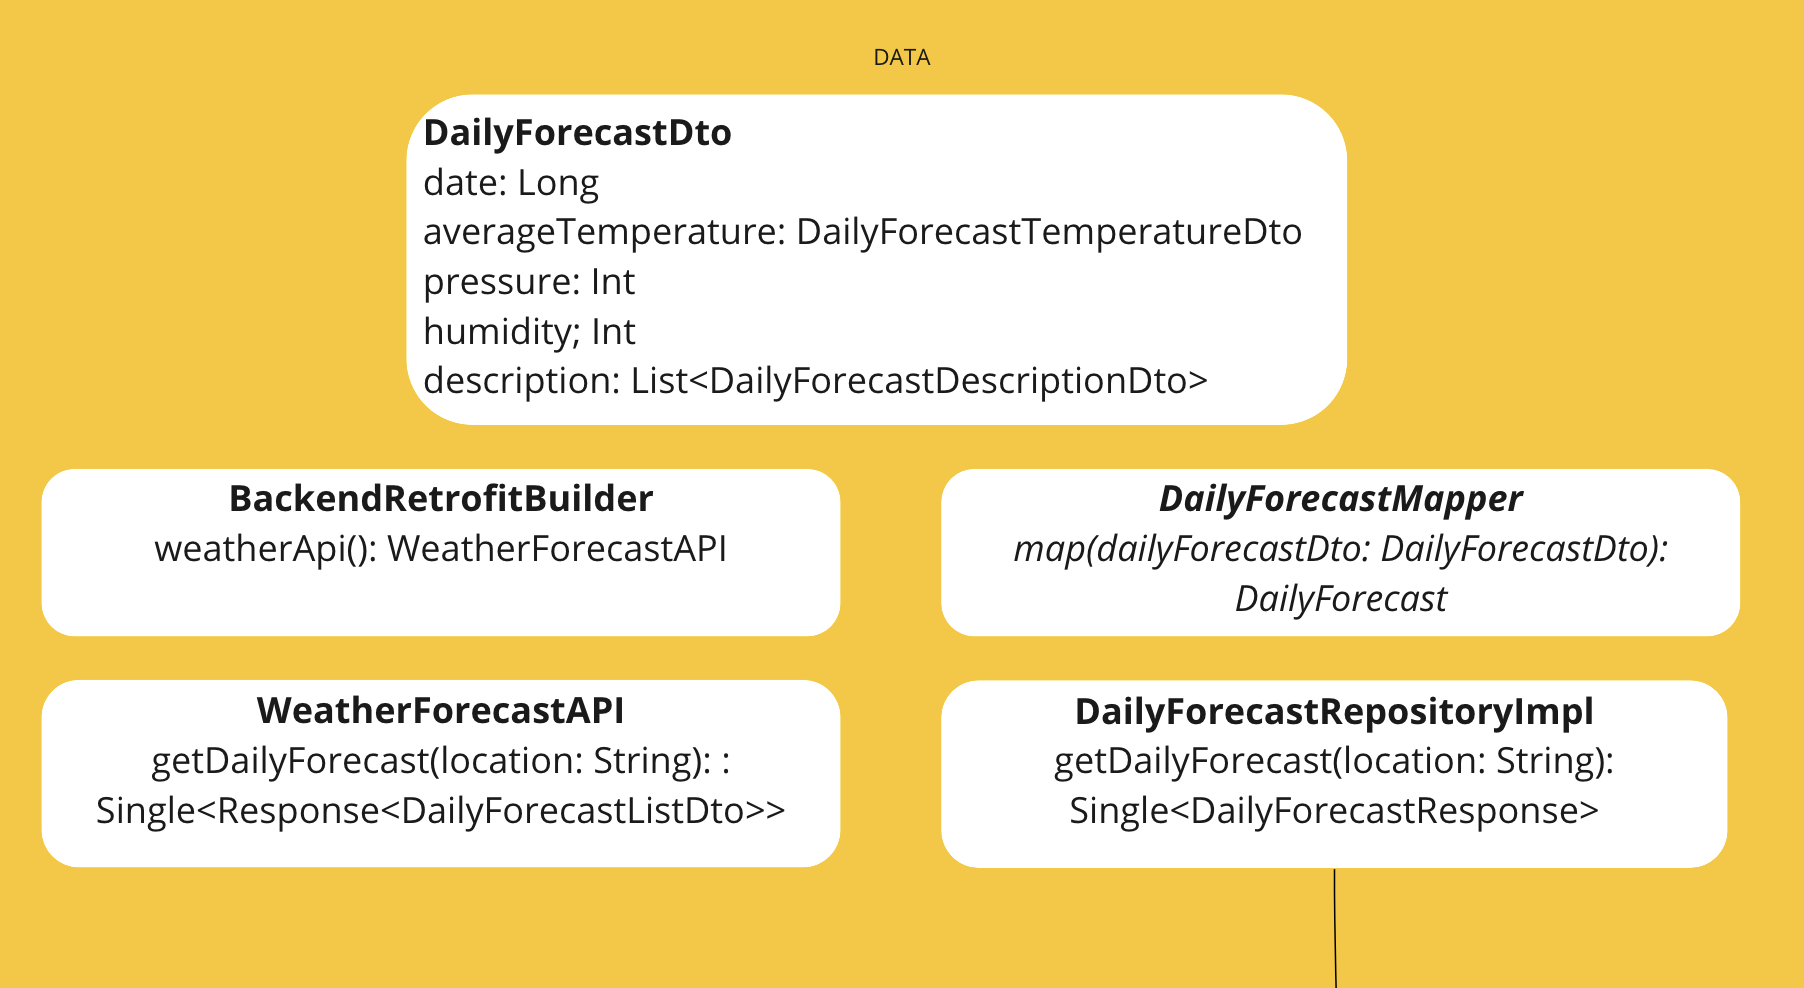 DATA
DailyForecastDto
date: Long
averageTemperature: DailyForecastTemperatureDto
pressure: Int
humidity; Int
description: List<DailyForecastDescriptionDto>
BackendRetrofitBuilder
weatherApi(): WeatherForecastAPI
DailyForecastMapper
map(dailyForecastDto: DailyForecastDto):
DailyForecast
WeatherForecastAPI
getDailyForecast(location: String): :
Single<Response<DailyForecastListDto>>
DailyForecastRepositoryImpl
getDailyForecast(location: String):
Single<DailyForecastResponse>